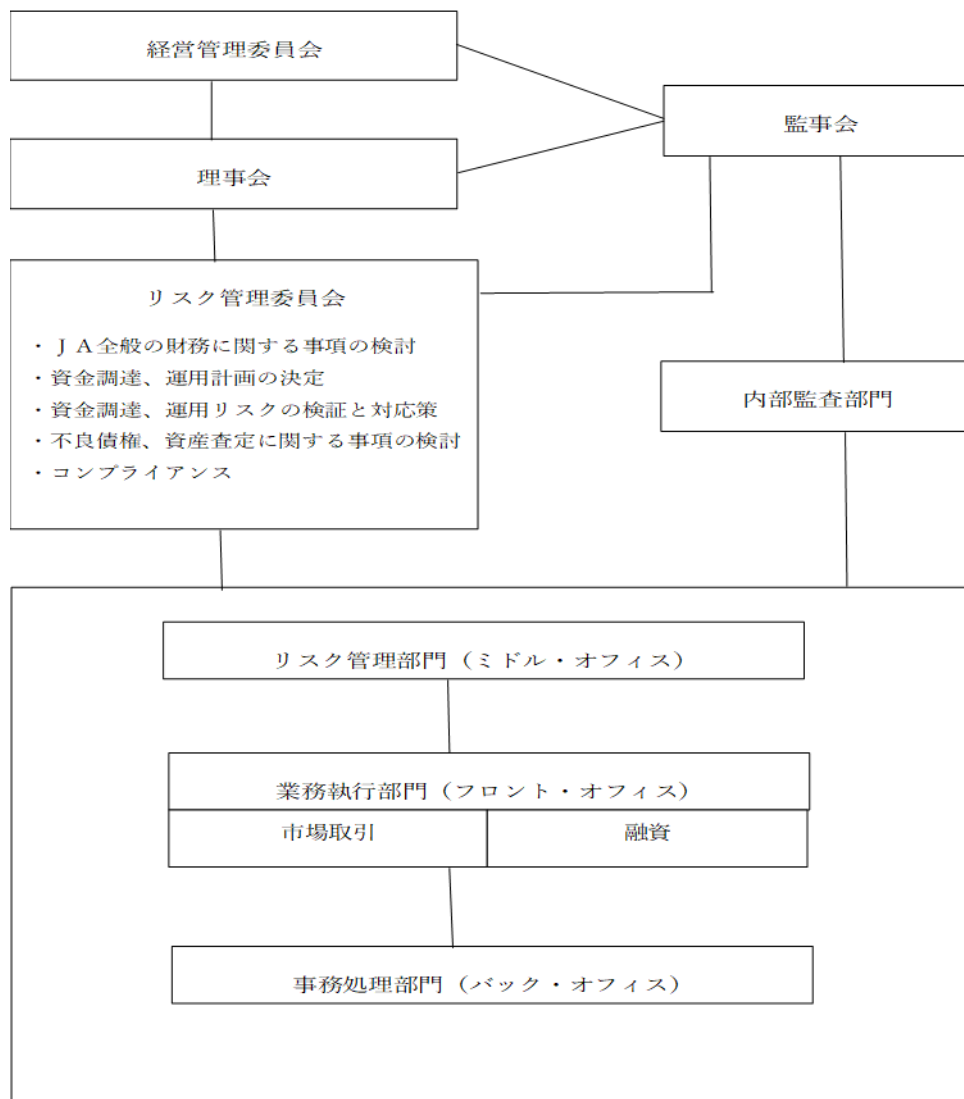 経営管理委員会
監事会
理事会
リスク管理委員会
・ＪＡ全般の財務に関する事項の検討
・資金調達、運用計画の決定
・資金調達、運用リスクの検証と対応策
・不良債権、資産査定に関する事項の検討
・コンプライアンス
内部監査部門
リスク管理部門（ミドル・オフィス）
業務執行部門（フロント・オフィス）
市場取引
融資
事務処理部門（バック・オフィス）